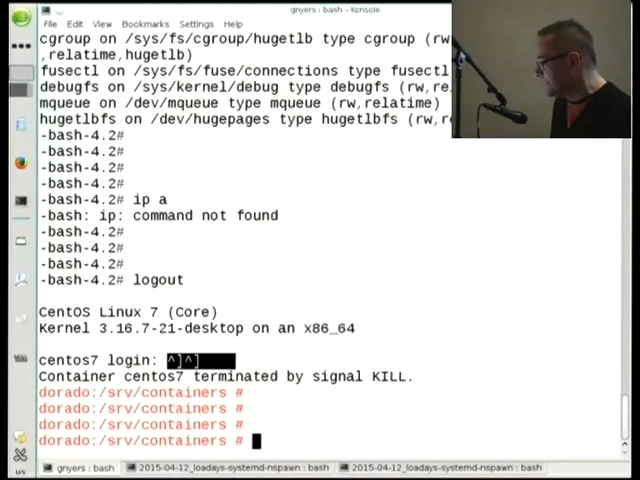 gnyers : bash - Konsole
File Edit View Bookmarks Settings Help
cgroup on /sys/fs/cgroup/hugetlb type cgroup (rw
,relatime,hugetlb)
fusectl on /sys/fs/fuse/connections type fusectl
debugfs on /sys/kernel/debug type debugfs (rw,re
mqueue on /dev/mqueue type mqueue (rw,relatime)
hugetlbfs on /dev/hugepages type hugetlbfs (rw,r
-bash-4.2#
-bash-4.2#
-bash-4.2#
-bash-4.2#
-bash-4.2# ip a
-bash: ip: command not found
-bash-4.2#
-bash-4.2#
-bash-4.2#
-bash-4.2# logout
CentOS Linux 7 (Core)
Kernel 3.16.7-21-desktop on an x86_64
centos7 login: ^]^]
Container centos7 terminated by signal KILL.
dorado:/srv/containers #
dorado:/srv/containers #
dorado:/srv/containers #
dorado:/srv/containers #
gnyers : bash 2015-04-12_loadays-systemd-nspawn : bash 2015-04-12_loadays-systemd-nspawn : bash
us